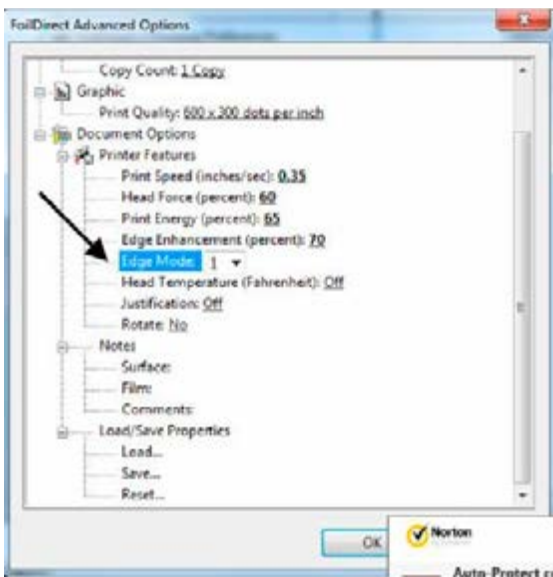 FoilDirect Advanced Options
Copy Count: 1 Copy
Graphic
Print Quality: 600 x 300 dots per inch
Document Options
Printer Features
Print Speed (inches/sec): 0.35
Head Force (percent): 60
Print Energy (percent): 65
Edge Enhancement (percent): 70
Edge Mode: 1
Head Temperature (Fahrenheit): Off
Justification: Off
Rotate: No
Notes
Surface:
Film:
Comments:
Load/Save Properties
Load...
Save...
Reset...
OK
Norton
Auto-Protect